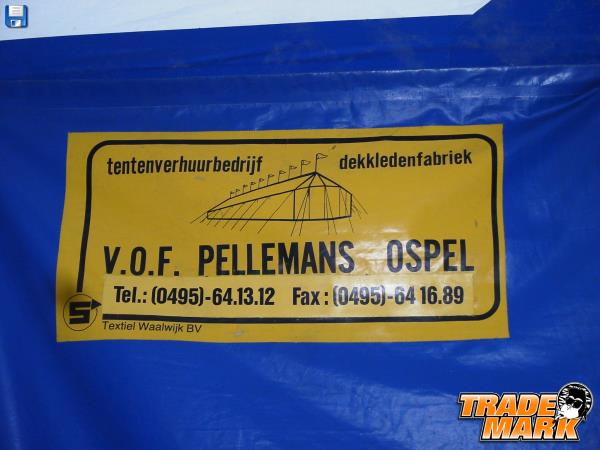 tentenverhuurbedrijf dekkledenfabriek
V.O.F. PELLEMANS OSPEL
Tel.: (0495)-64.13.12 Fax : (0495)-64 16.89
S
Textiel Waalwijk BV
TRADE
MARK